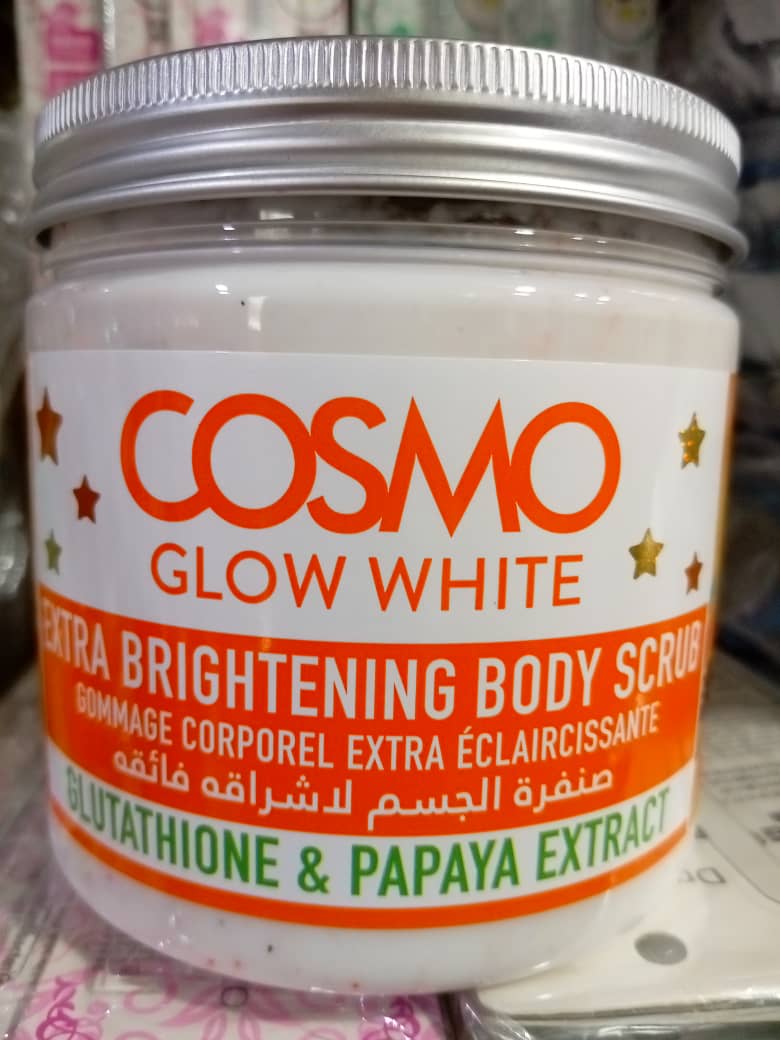 COSMO
GLOW WHITE
EXTRA BRIGHTENING BODY SCRUB
GOMMAGE CORPOREL EXTRA ÉCLAIRCISSANTE
صنفرة الجسم لاشراقه فائقه
GLUTATHIONE & PAPAYA EXTRACT